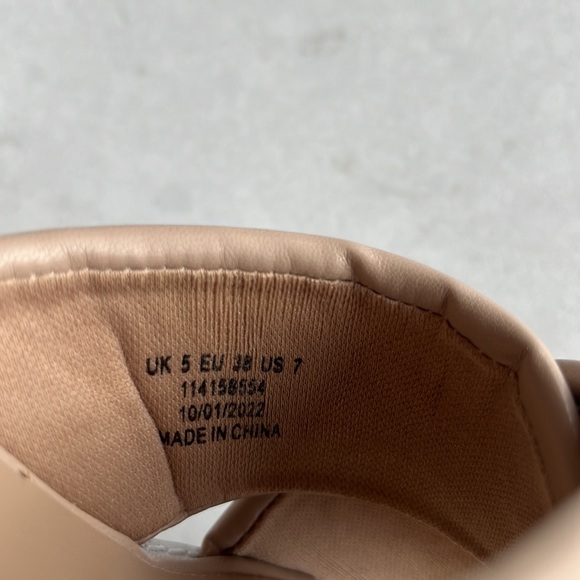 UK 5 EU 38 US 7
114158554
10/01/2022
MADE IN CHINA